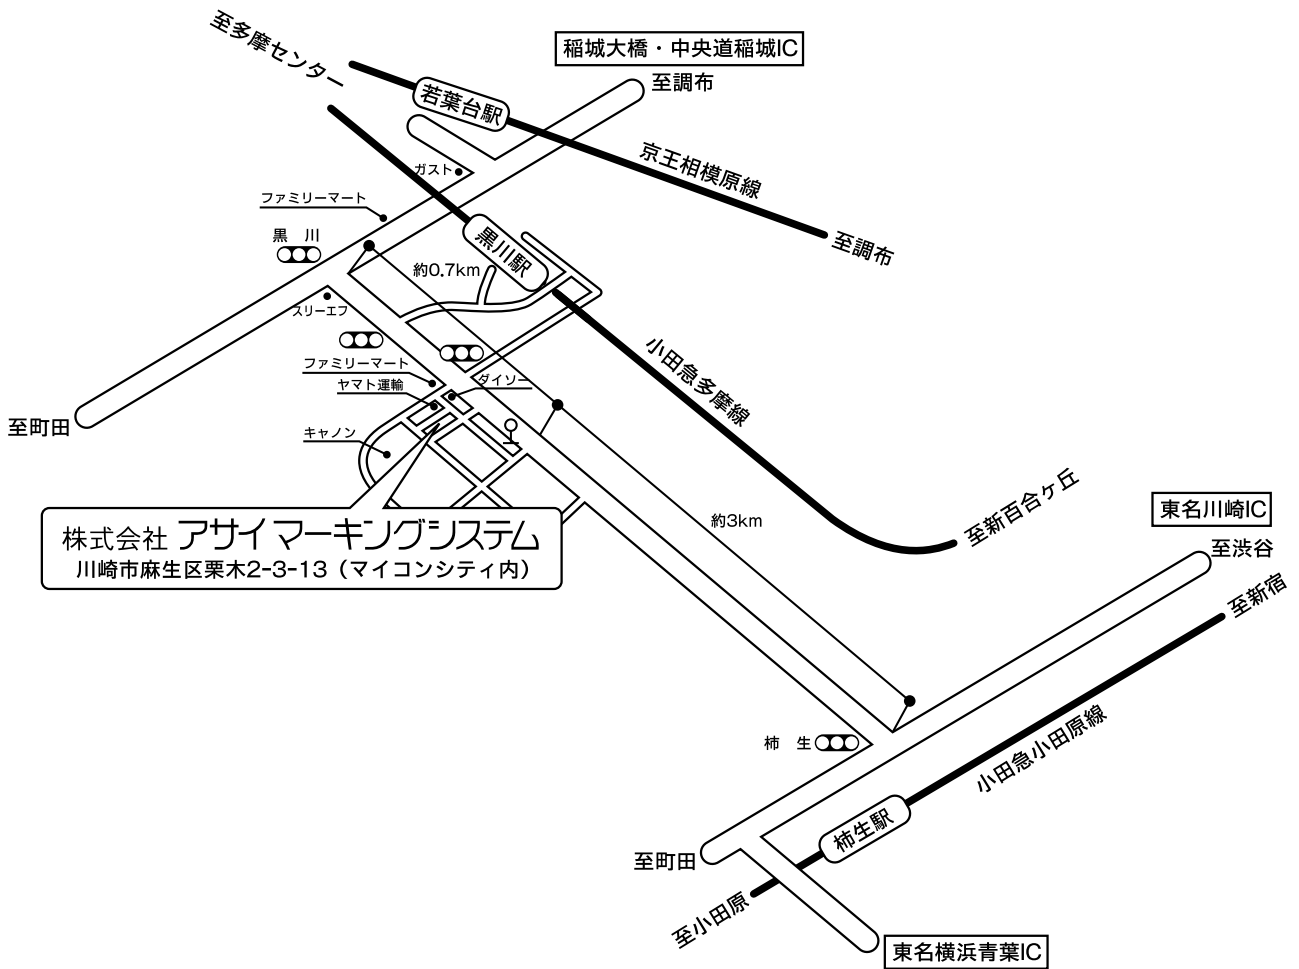 至多摩センター
稲城大橋・中央道稲城IC
至調布
若葉台駅
京王相模原線
至調布
ガスト
ファミリーマート
黒 川
黒川駅
約0.7km
スリーエフ
ファミリーマート
ヤマト運輸
ダイソー
キャノン
至町田
小田急多摩線
至新百合ヶ丘
株式会社 アサイマーキングシステム
川崎市麻生区栗木2-3-13（マイコンシティ内）
約3km
東名川崎IC
至渋谷
至新宿
柿 生
小田急小田原線
柿生駅
至町田
至小田原
東名横浜青葉IC